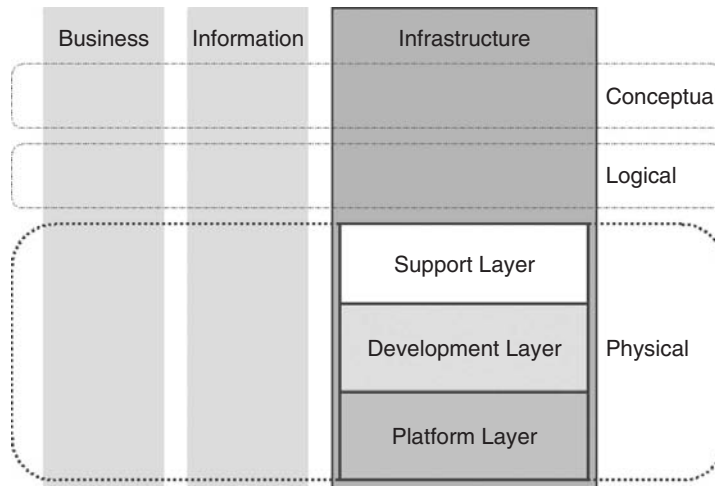 Business
Information
Infrastructure
Conceptua
Logical
Support Layer
Development Layer
Physical
Platform Layer